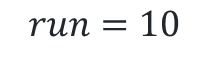 run = 10